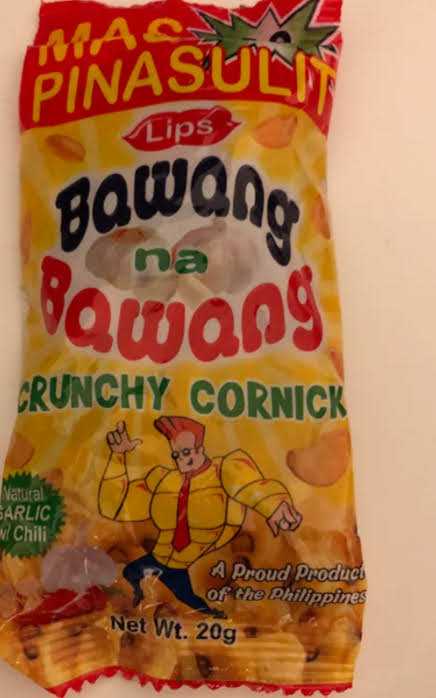 MAS
PINASULIT
Lips
Bawang
na
Bawang
CRUNCHY CORNICK
Natural
GARLIC
w/ Chili
A Proud Product
of the Philippines
Net Wt. 20g